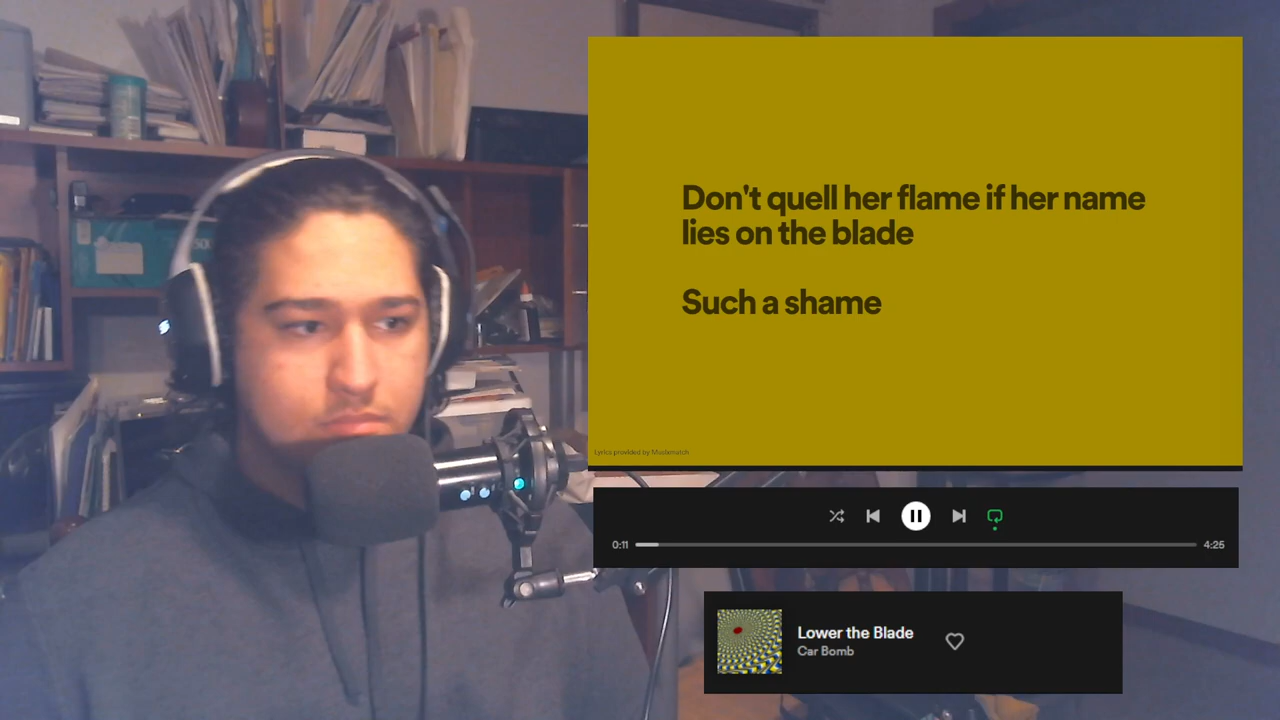 Don't quell her flame if her name
lies on the blade
Such a shame
Lyrics provided by Musixmatch
0:11
4:25
Lower the Blade
Car Bomb